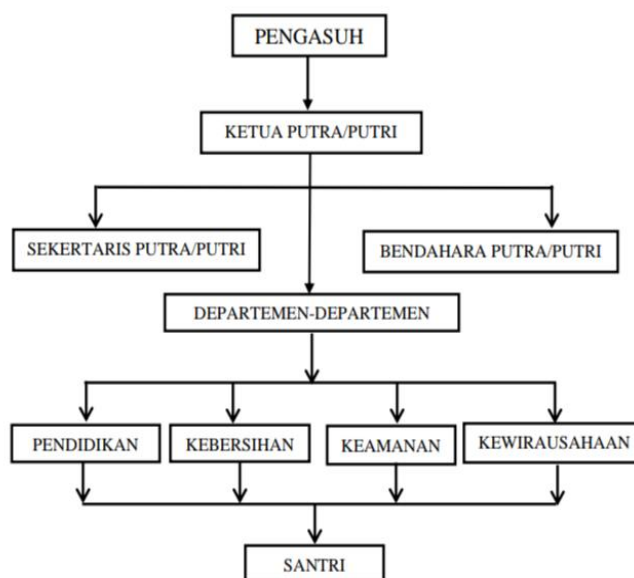 PENGASUH
KETUA PUTRA/PUTRI
SEKERTARIS PUTRA/PUTRI
BENDAHARA PUTRA/PUTRI
DEPARTEMEN-DEPARTEMEN
PENDIDIKAN
KEBERSIHAN
KEAMANAN
KEWIRAUSAHAAN
SANTRI